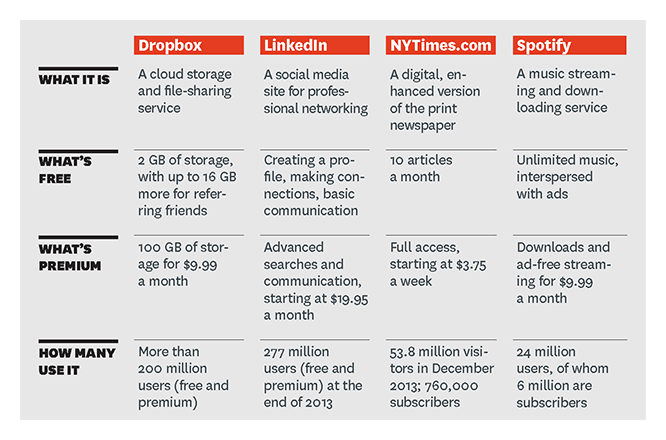 Dropbox
LinkedIn
NYTimes.com
Spotify
WHAT IT IS
A cloud storage
and file-sharing
service
A social media
site for profes-
sional networking
A digital, en-
hanced version
of the print
newspaper
A music stream-
ing and down-
loading service
WHAT'S
FREE
2 GB of storage,
with up to 16 GB
more for refer-
ring friends
Creating a pro-
file, making con-
nections, basic
communication
10 articles
a month
Unlimited music,
interspersed
with ads
WHAT'S
PREMIUM
100 GB of stor-
age for $9.99
a month
Advanced
searches and
communication,
starting at $19.95
a month
Full access,
starting at $3.75
a week
Downloads and
ad-free stream-
ing for $9.99
a month
HOW MANY
USE IT
More than
200 million
users (free and
premium)
277 million
users (free and
premium) at the
end of 2013
53.8 million visi-
tors in December
2013; 760,000
subscribers
24 million
users, of whom
6 million are
subscribers